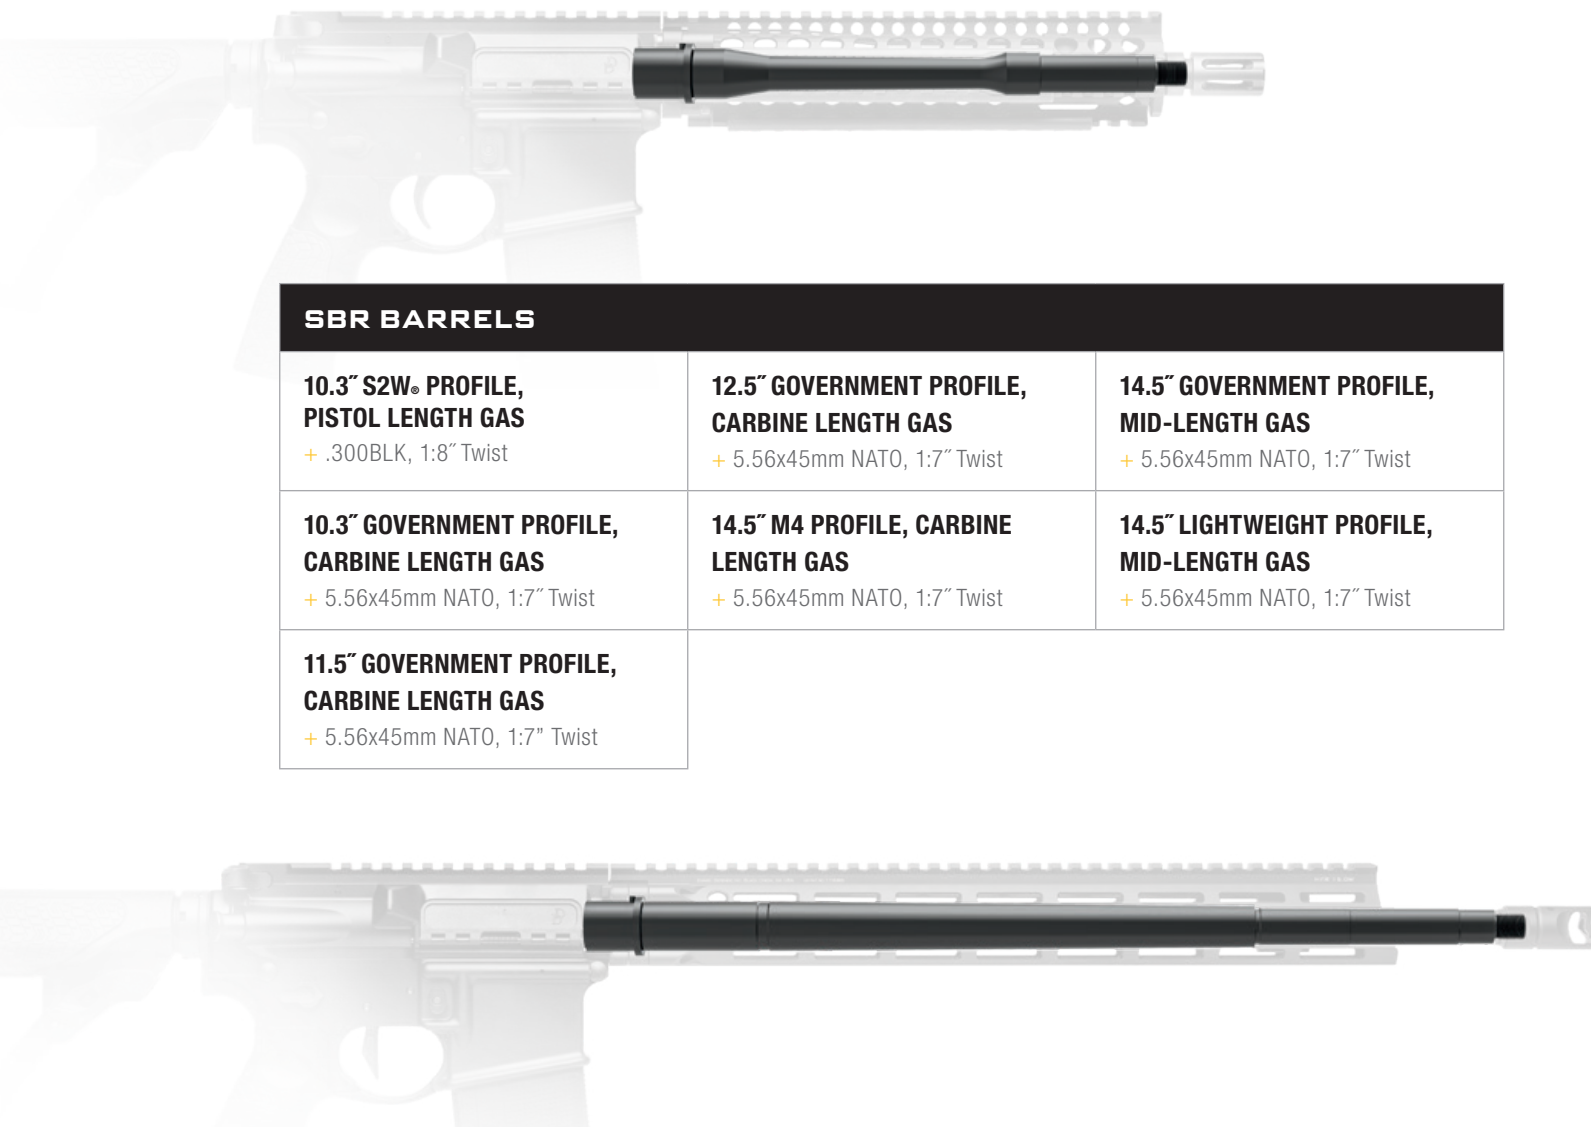 SBR BARRELS
10.3˝ S2W® PROFILE,
PISTOL LENGTH GAS
+ .300BLK, 1:8˝ Twist
12.5˝ GOVERNMENT PROFILE,
CARBINE LENGTH GAS
+ 5.56x45mm NATO, 1:7˝ Twist
14.5˝ GOVERNMENT PROFILE,
MID-LENGTH GAS
+ 5.56x45mm NATO, 1:7˝ Twist
10.3˝ GOVERNMENT PROFILE,
CARBINE LENGTH GAS
+ 5.56x45mm NATO, 1:7˝ Twist
14.5˝ M4 PROFILE, CARBINE
LENGTH GAS
+ 5.56x45mm NATO, 1:7˝ Twist
14.5˝ LIGHTWEIGHT PROFILE,
MID-LENGTH GAS
+ 5.56x45mm NATO, 1:7˝ Twist
11.5˝ GOVERNMENT PROFILE,
CARBINE LENGTH GAS
+ 5.56x45mm NATO, 1:7” Twist